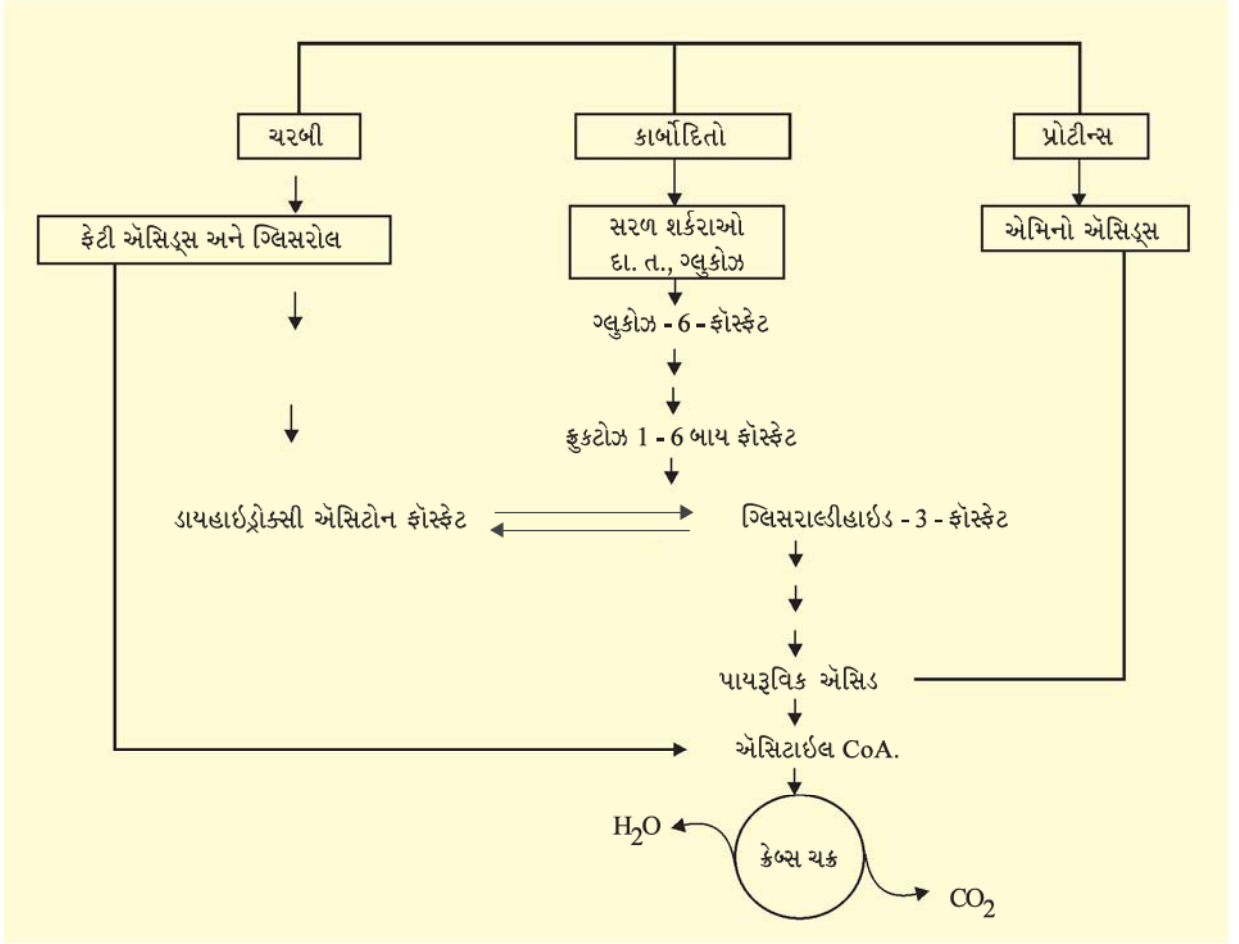 ચરબી
કાર્બોદિતો
પ્રોટીન્સ
ફેટી ઍસિડ્સ અને ગ્લિસરોલ
સરળ શર્કરાઓ
દા. ત., ગ્લુકોઝ
એમિનો ઍસિડ્સ
ગ્લુકોઝ - 6 - ફૉસ્ફેટ
ફ્રુક્ટોઝ 1 - 6 બાય ફૉસ્ફેટ
ડાયહાઇડ્રોક્સી ઍસિટોન ફૉસ્ફેટ
ગ્લિસરાલ્ડીહાઇડ - 3 - ફૉસ્ફેટ
પાયરૂવિક ઍસિડ
ઍસિટાઇલ CoA.
H2O
ક્રેબ્સ ચક્ર
CO2